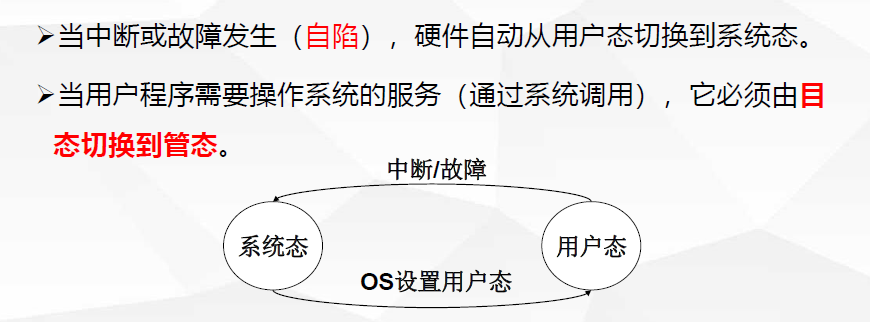 ➢当中断或故障发生（自陷），硬件自动从用户态切换到系统态。
➢当用户程序需要操作系统的服务（通过系统调用），它必须由目
态切换到管态。
中断/故障
系统态
用户态
OS设置用户态